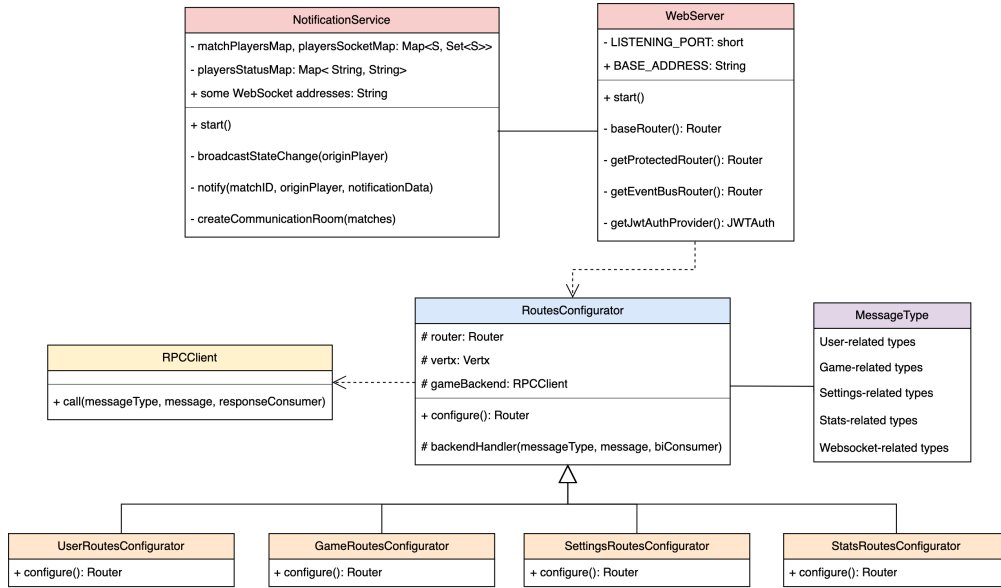 NotificationService
- matchPlayersMap, playersSocketMap: Map<S, Set<S>>
- playersStatusMap: Map< String, String>
+ some WebSocket addresses: String
+ start()
- broadcastStateChange(originPlayer)
- notify(matchID, originPlayer, notificationData)
- createCommunicationRoom(matches)
WebServer
- LISTENING_PORT: short
+ BASE_ADDRESS: String
+ start()
- baseRouter(): Router
- getProtectedRouter(): Router
- getEventBusRouter(): Router
- getJwtAuthProvider(): JWTAuth
RoutesConfigurator
# router: Router
# vertx: Vertx
# gameBackend: RPCClient
+ configure(): Router
# backendHandler(messageType, message, biConsumer)
MessageType
User-related types
Game-related types
Settings-related types
Stats-related types
Websocket-related types
RPCClient
+ call(messageType, message, responseConsumer)
UserRoutesConfigurator
+ configure(): Router
GameRoutesConfigurator
+ configure(): Router
SettingsRoutesConfigurator
+ configure(): Router
StatsRoutesConfigurator
+ configure(): Router